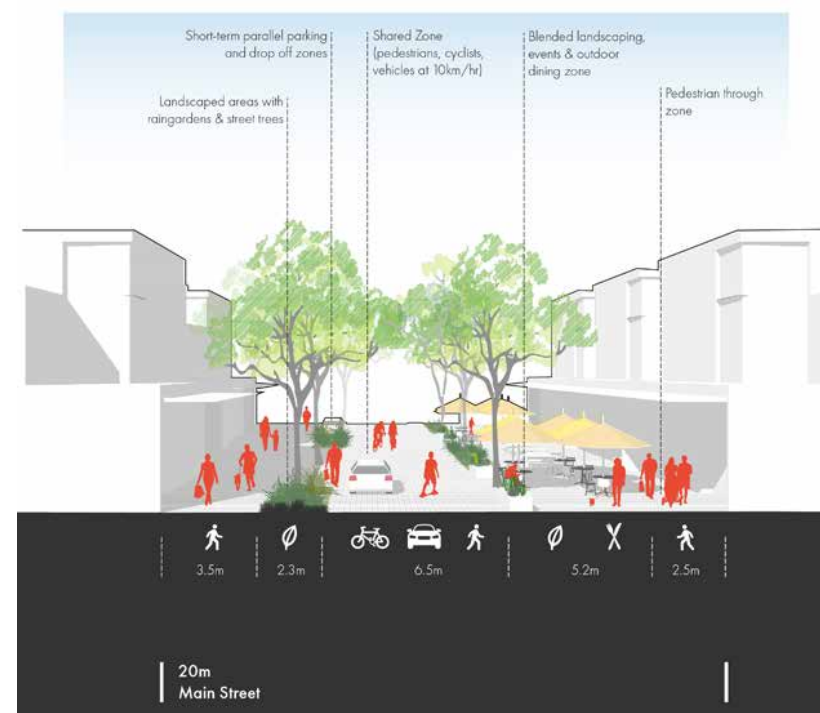 Short-term parallel parking
and drop off zones
Shared Zone
(pedestrians, cyclists,
vehicles at 10km/hr)
Blended landscaping,
events & outdoor
dining zone
Landscaped areas with
raingardens & street trees
Pedestrian through
zone
3.5m
2.3m
6.5m
5.2m
2.5m
20m
Main Street